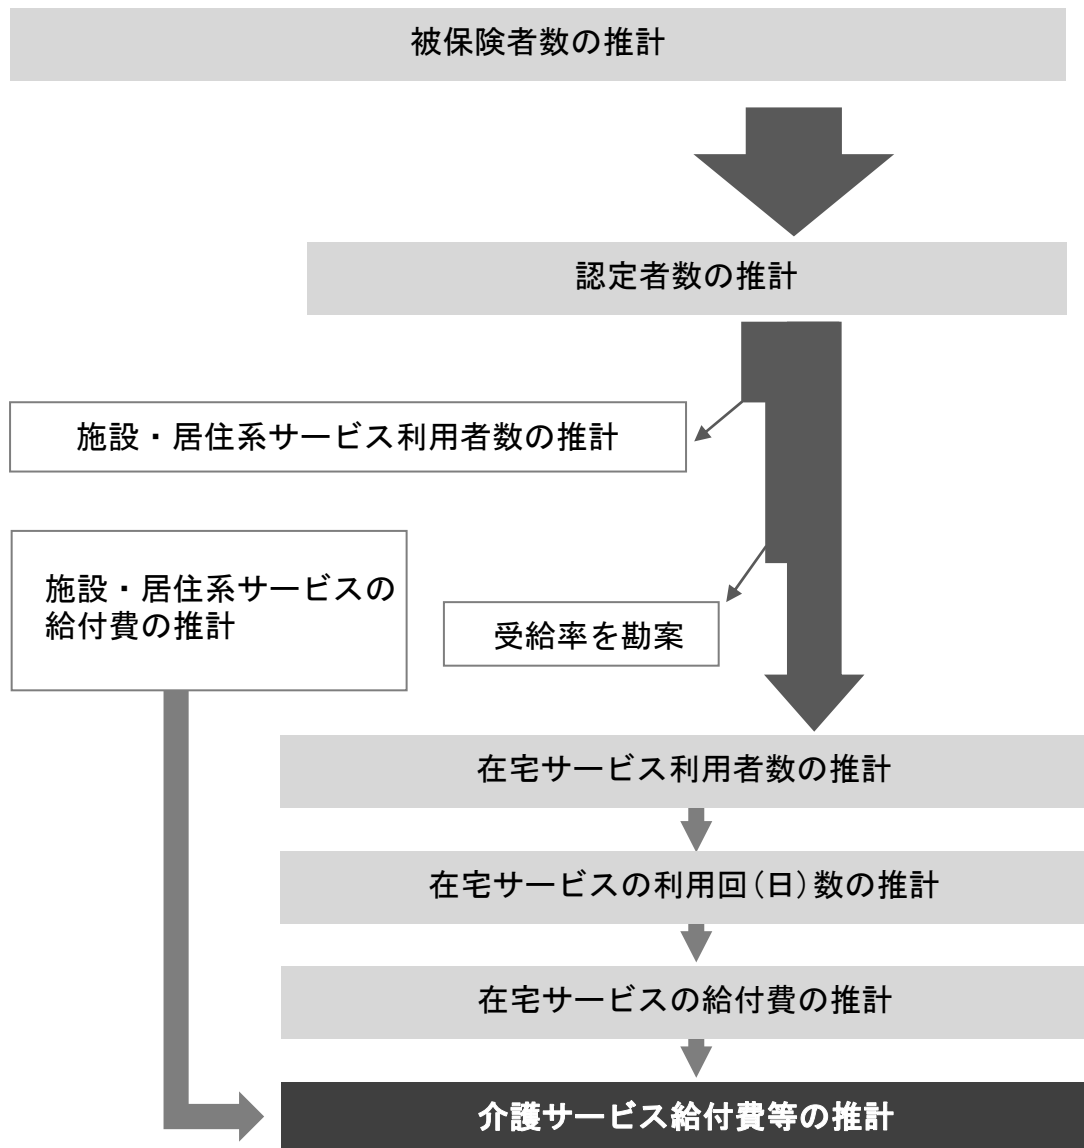 被保険者数の推計
認定者数の推計
施設・居住系サービス利用者数の推計
施設・居住系サービスの
給付費の推計
受給率を勘案
在宅サービス利用者数の推計
在宅サービスの利用回(日)数の推計
在宅サービスの給付費の推計
介護サービス給付費等の推計